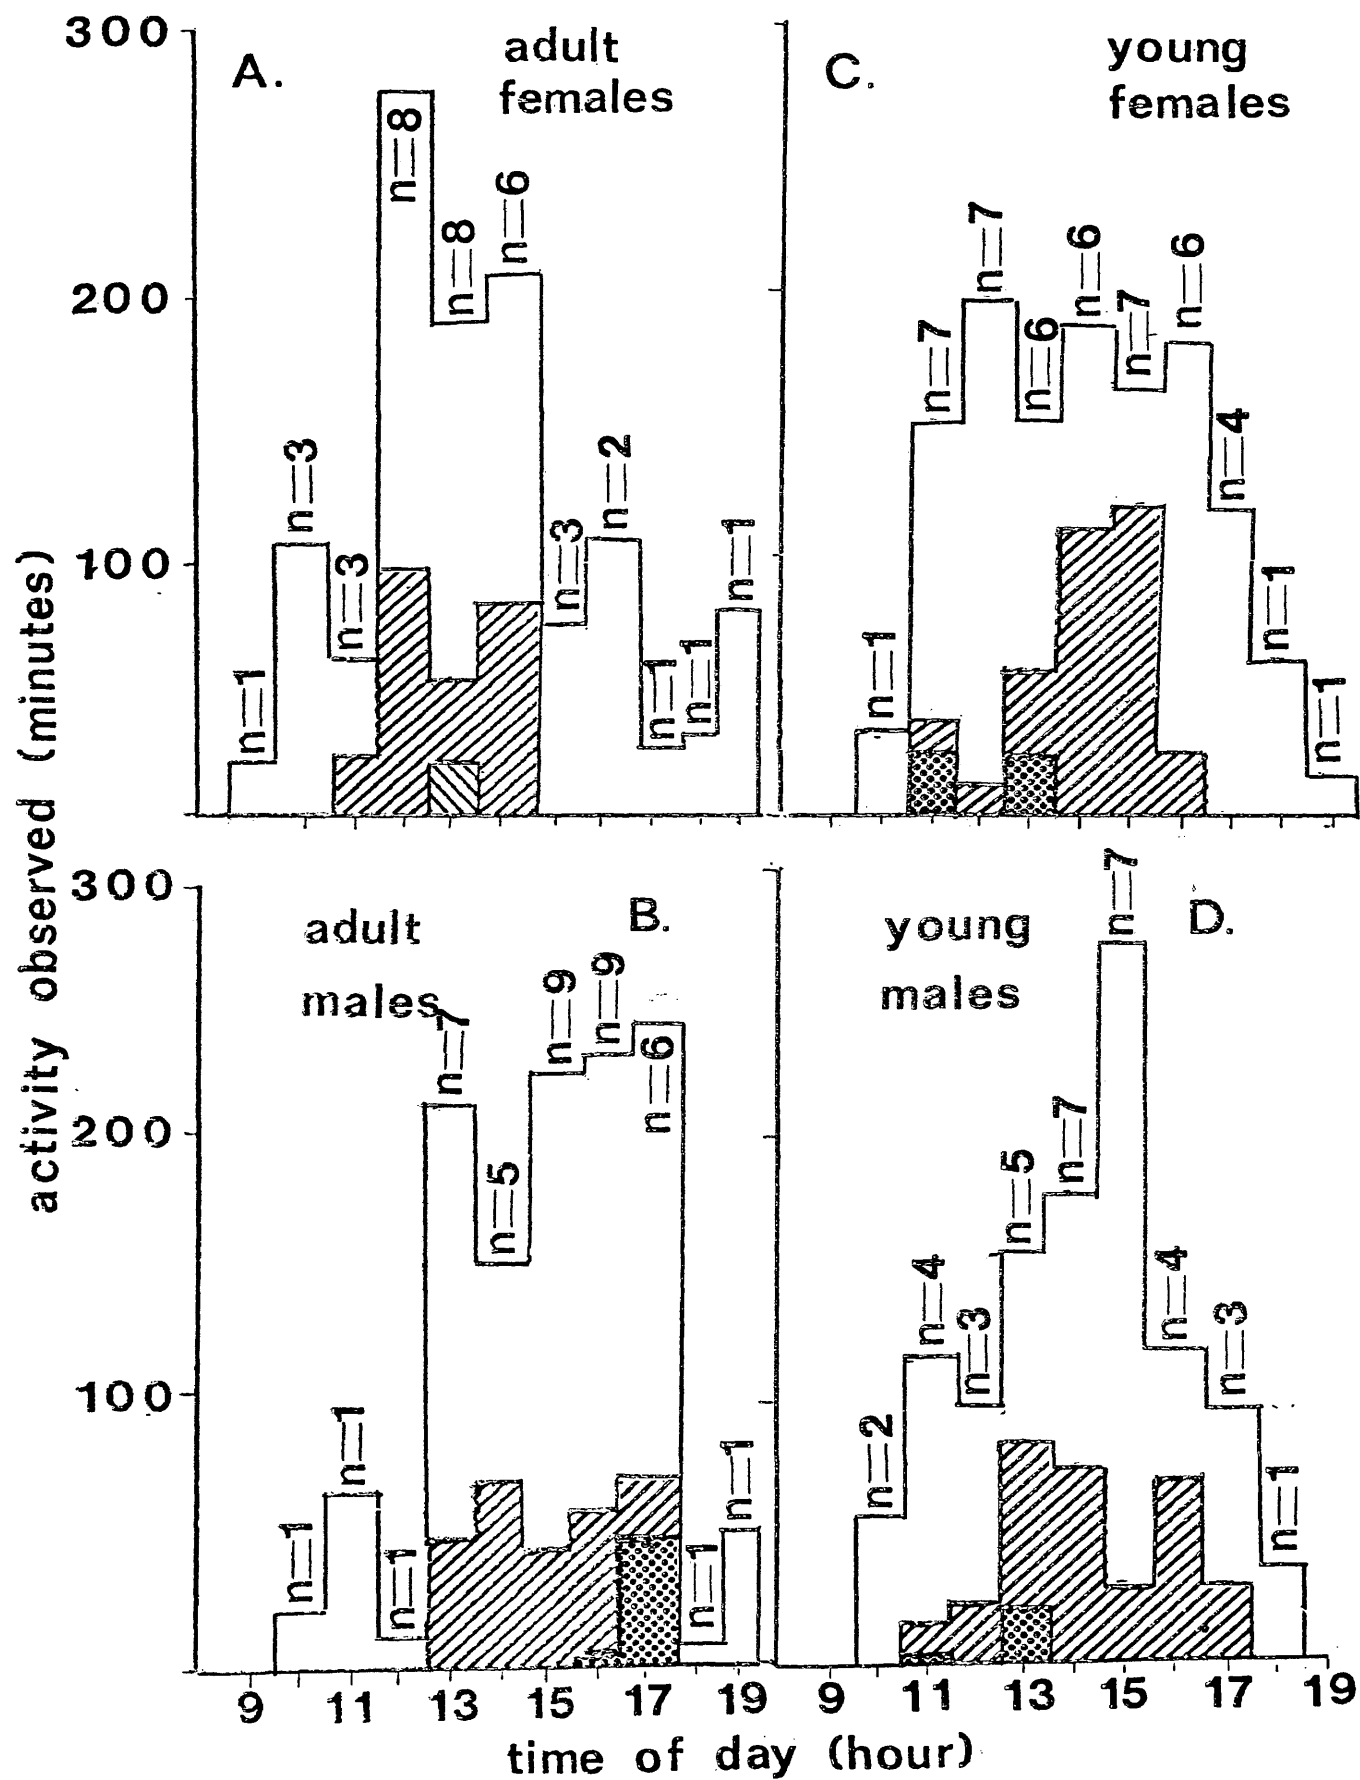 300
200
100
A.
adult
females
n=1
n=3
n=3
n=8
n=8
n=6
n=3
n=2
n=1
n=1
n=1
C.
young
females
n=1
n=7
n=7
n=6
n=6
n=7
n=6
n=4
n=1
n=1
activity observed (minutes)
300
200
100
adult
males
B.
n=1
n=1
n=1
n=7
n=5
n=9
n=9
n=6
n=1
n=1
young
males
D.
n=2
n=4
n=3
n=5
n=7
n=7
n=4
n=3
n=1
9 11 13 15 17 19
9 11 13 15 17 19
time of day (hour)